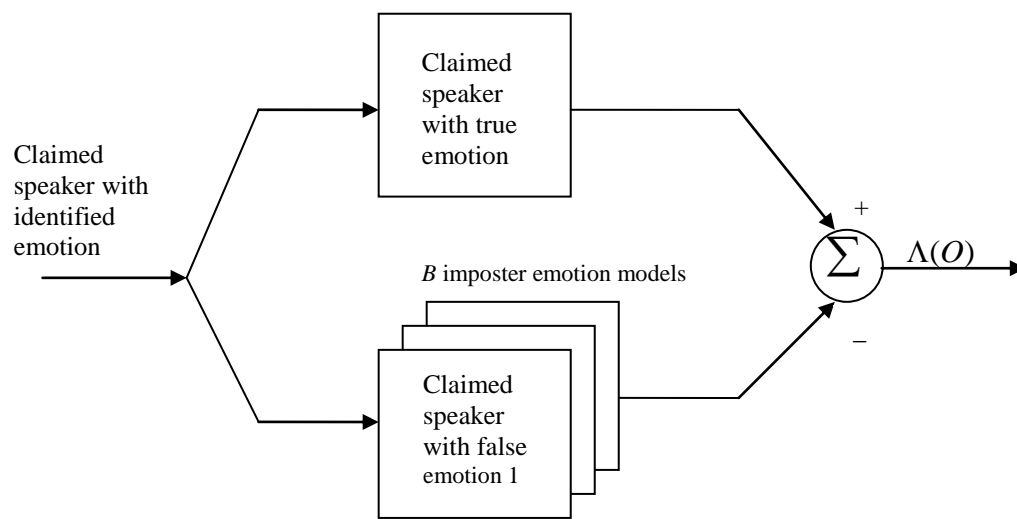 Claimed
speaker with
identified
emotion
Claimed
speaker
with true
emotion
B imposter emotion models
Claimed
speaker
with false
emotion 1
+
Σ
−
Λ(O)